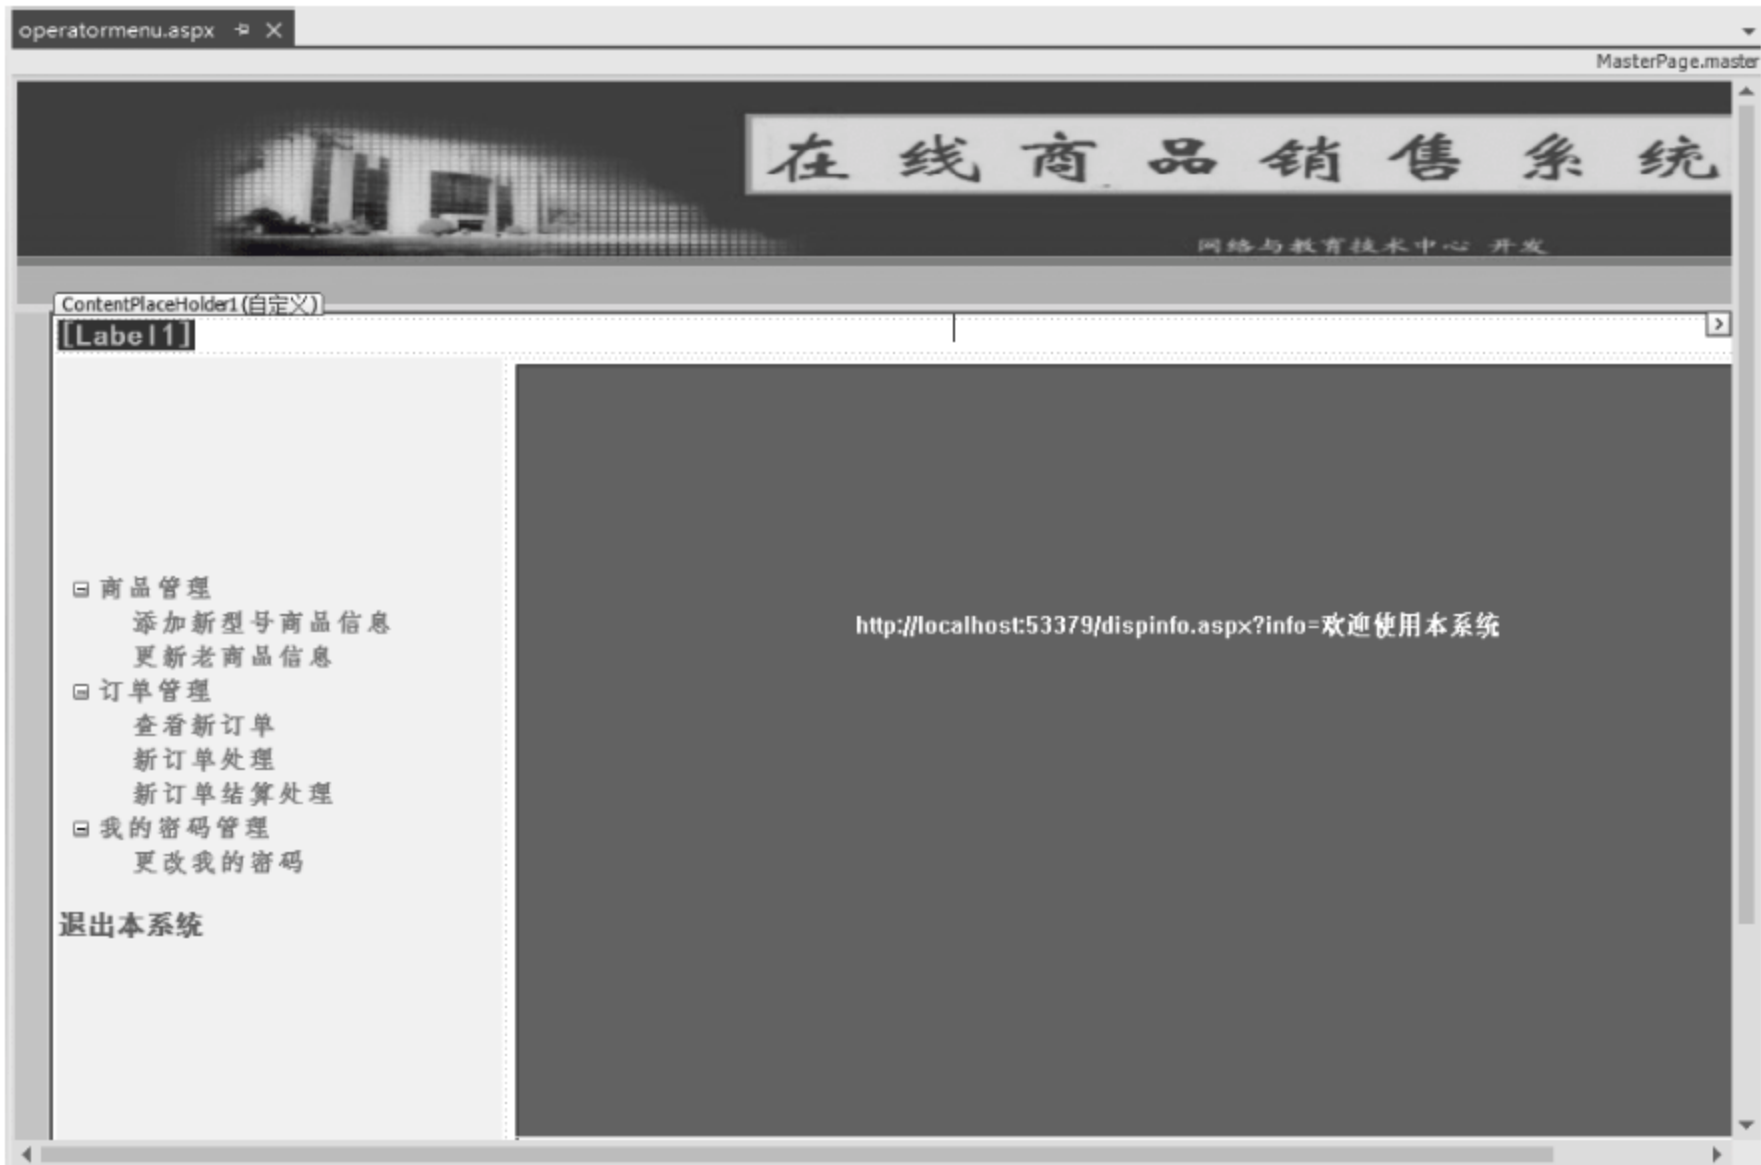 operatormenu.aspx
MasterPage.master
在线商品销售系统
网络与教育技术中心 开发
ContentPlaceHolder1(自定义)
[Label1]
商品管理
添加新型号商品信息
更新老商品信息
订单管理
查看新订单
新订单处理
新订单结算处理
我的密码管理
更改我的密码
退出本系统
http://localhost:53379/dispinfo.aspx?info=欢迎使用本系统